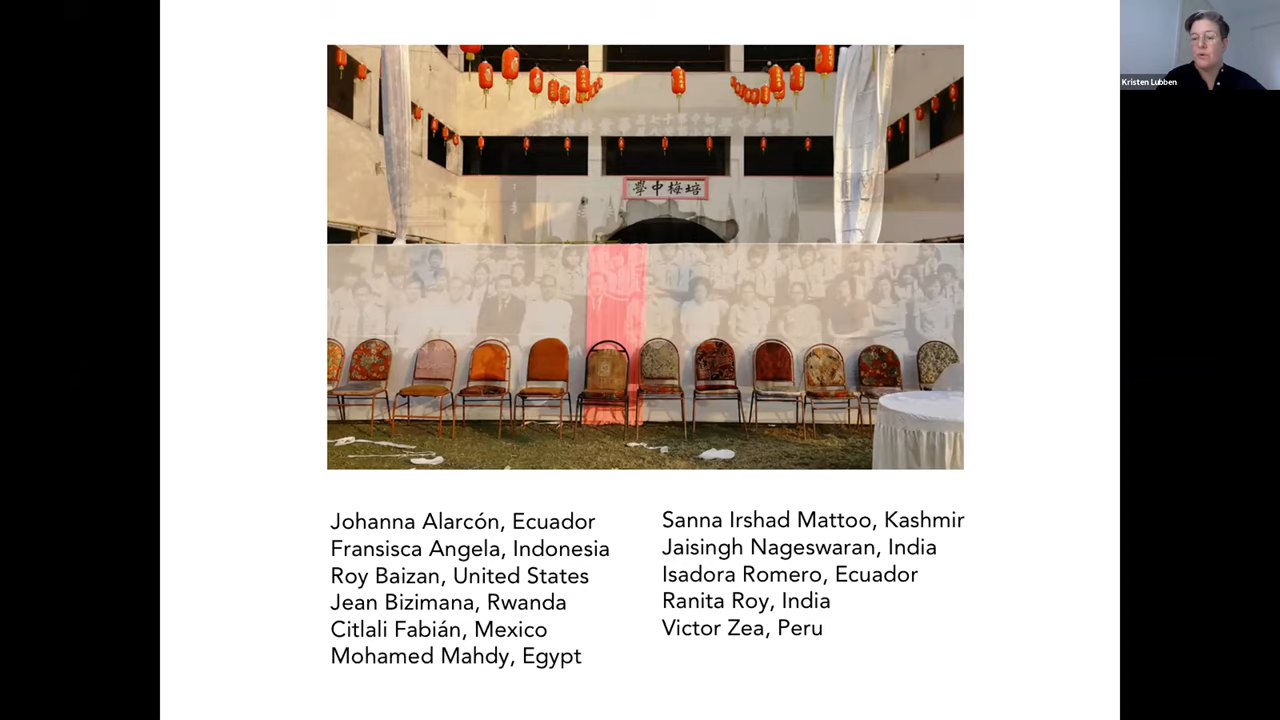 學中梅培
Johanna Alarcón, Ecuador
Fransisca Angela, Indonesia
Roy Baizan, United States
Jean Bizimana, Rwanda
Citlali Fabián, Mexico
Mohamed Mahdy, Egypt
Sanna Irshad Mattoo, Kashmir
Jaisingh Nageswaran, India
Isadora Romero, Ecuador
Ranita Roy, India
Victor Zea, Peru
Kristen Lubben